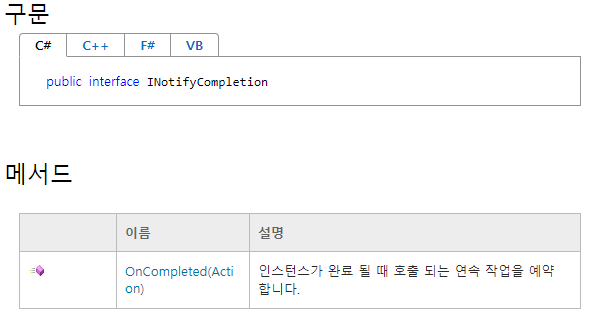 구문
C# C++ F# VB
public interface INotifyCompletion
메서드
이름 설명
OnCompleted(Acti
on)
인스턴스가 완료 될 때 호출 되는 연속 작업을 예약
합니다.